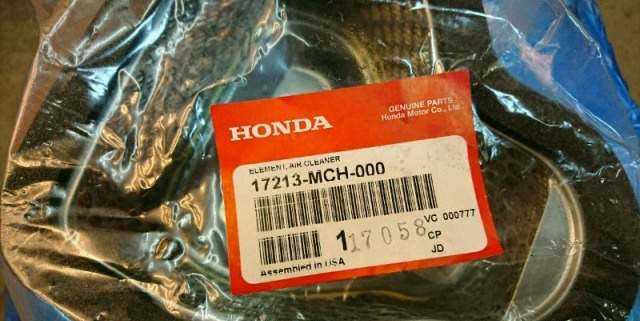 HONDA
GENUINE PARTS
Honda Motor Co., Ltd.
ELEMENT, AIR CLEANER
17213-MCH-000
VC 000777
1 17058
CP
JD
Assembled in USA